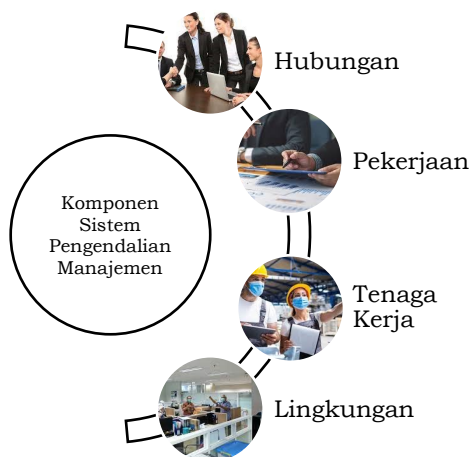 Hubungan
Pekerjaan
Komponen
Sistem
Pengendalian
Manajemen
Tenaga
Kerja
Lingkungan